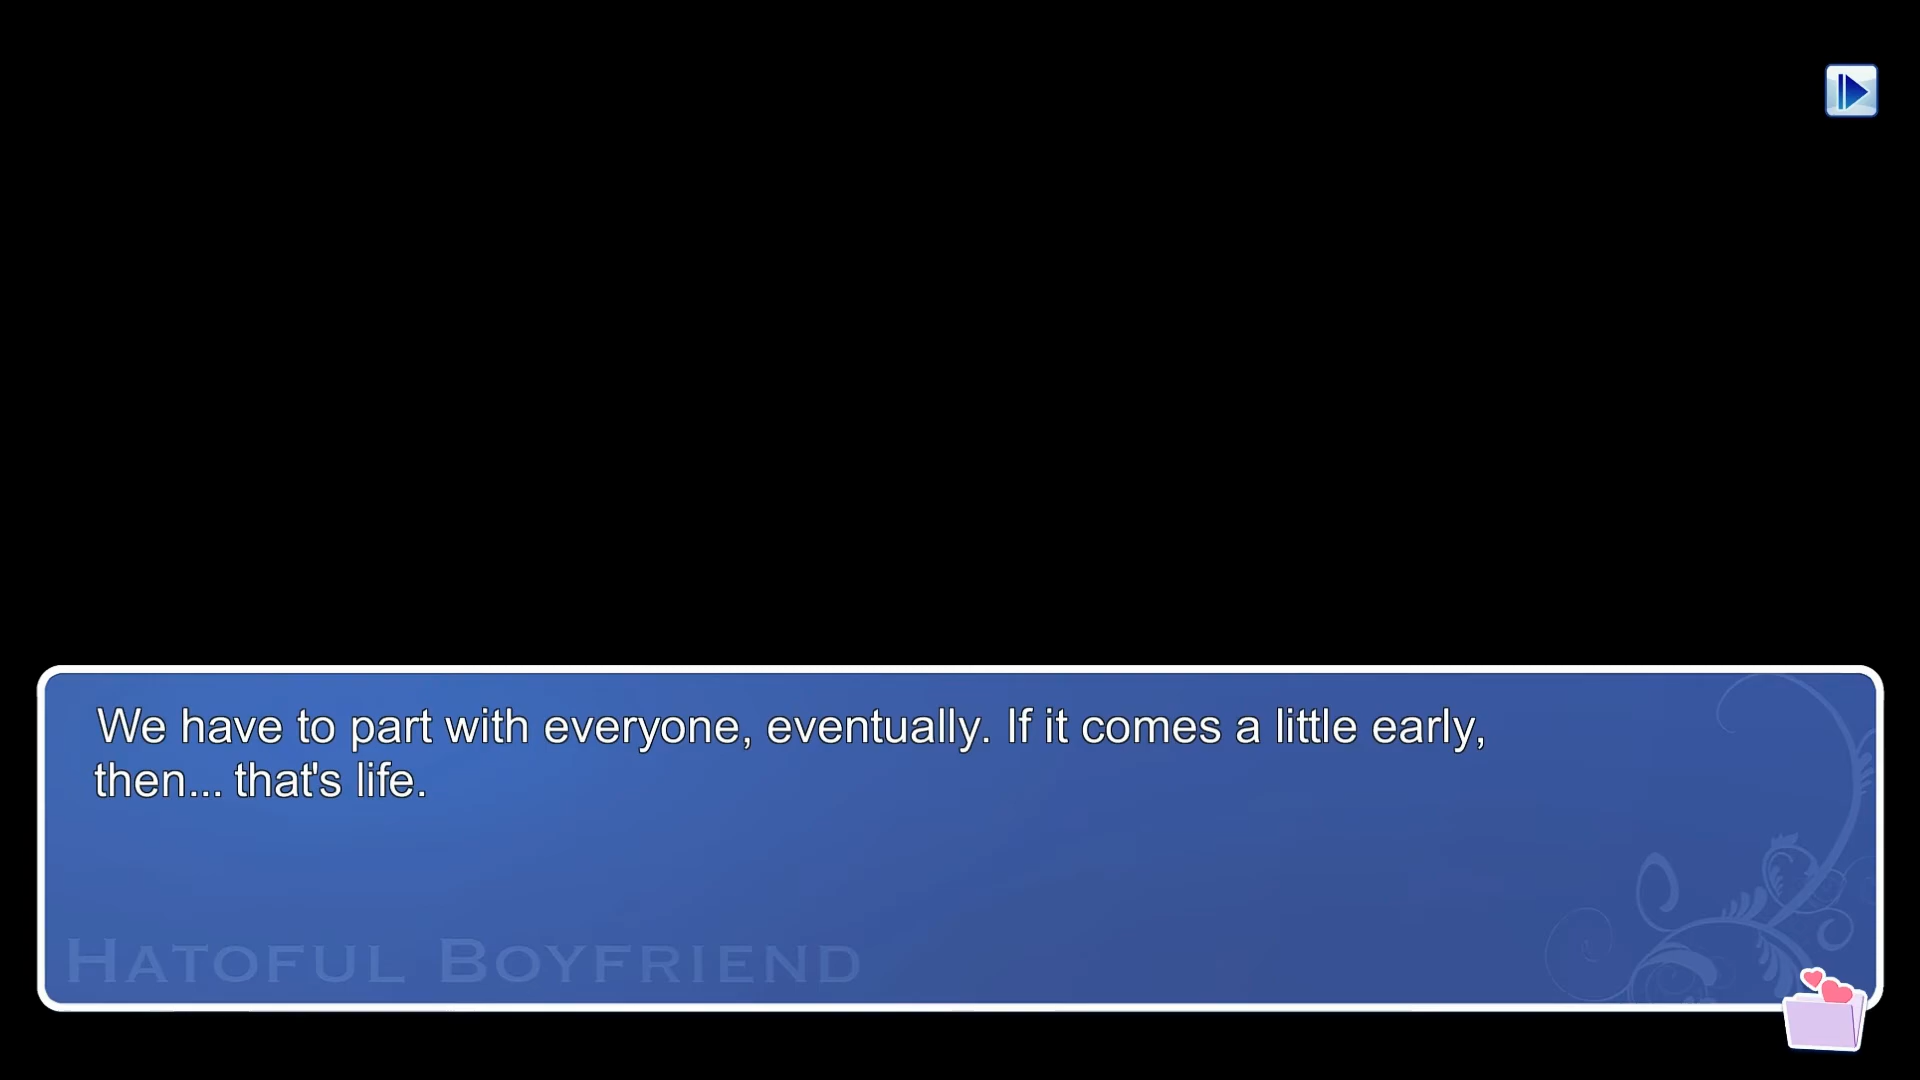 We have to part with everyone, eventually. If it comes a little early,
then... that's life.
HATOFUL BOYFRIEND